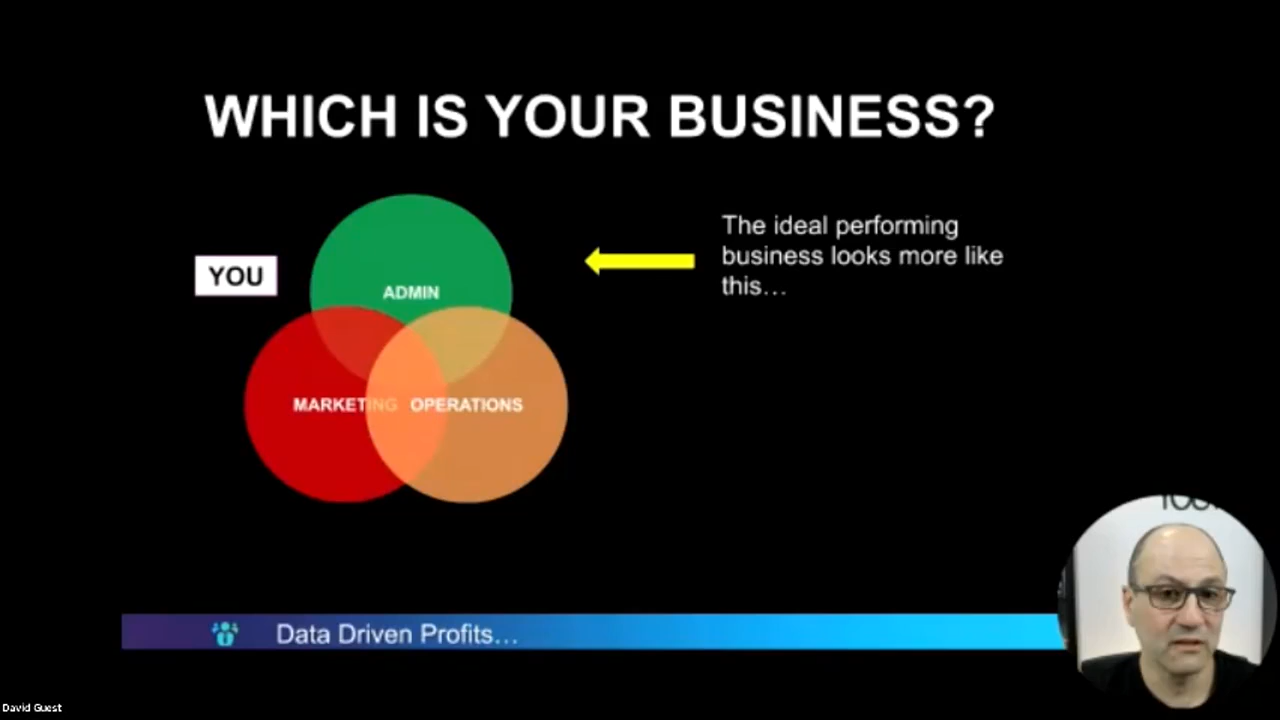 WHICH IS YOUR BUSINESS?
The ideal performing
business looks more like
this…
YOU
ADMIN
MARKETING OPERATIONS
Data Driven Profits…
David Guest